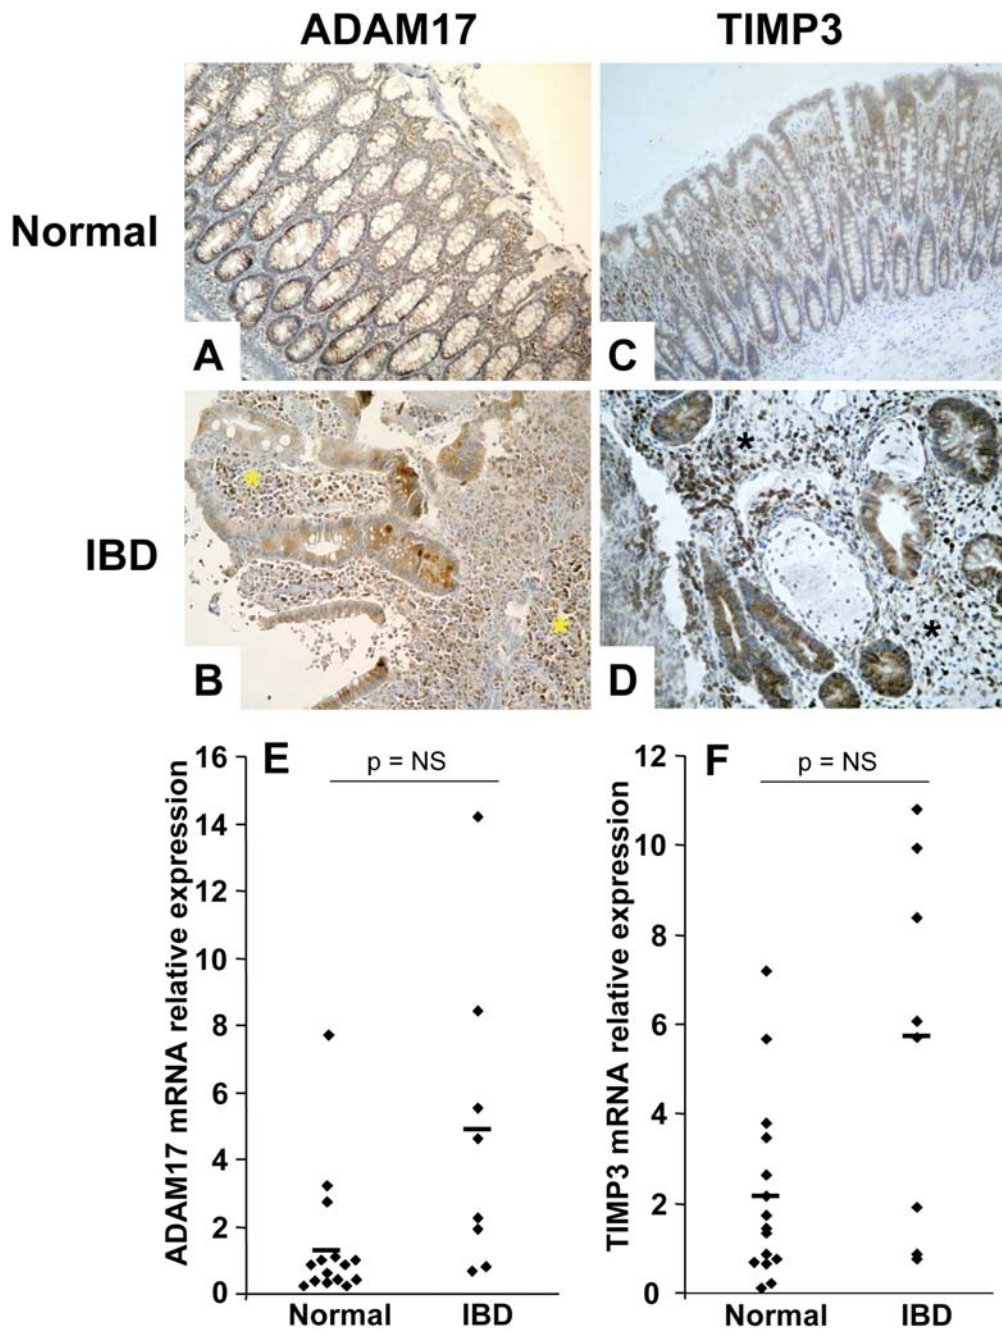 ADAM17
TIMP3
Normal
A
C
IBD
*
*
*
*
B
D
E
p = NS
ADAM17 mRNA relative expression
16
14
12
10
8
6
4
2
0
Normal
IBD
F
p = NS
TIMP3 mRNA relative expression
12
10
8
6
4
2
0
Normal
IBD